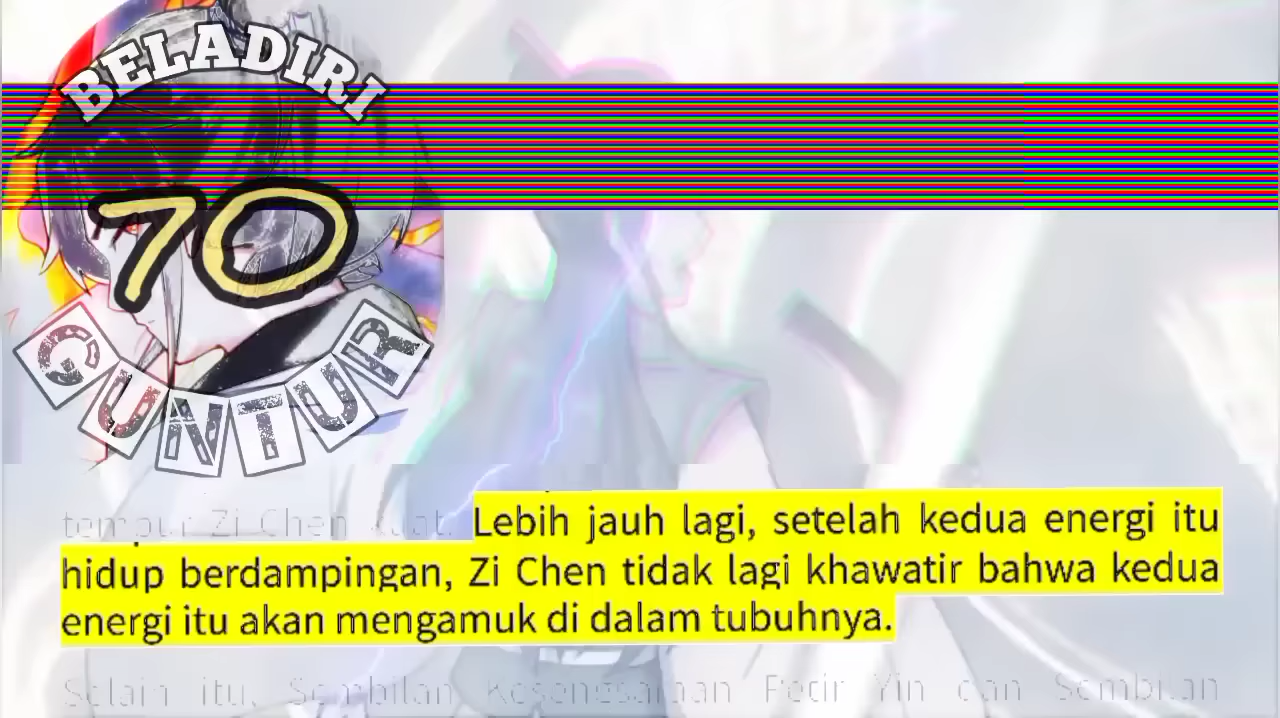 BELADIRI
70
GUNTUR
tempur Zi Chen kuat. Lebih jauh lagi, setelah kedua energi itu
hidup berdampingan, Zi Chen tidak lagi khawatir bahwa kedua
energi itu akan mengamuk di dalam tubuhnya.
Selain itu, Sembilan Kesengsaraan Petir Yin dan Sembilan